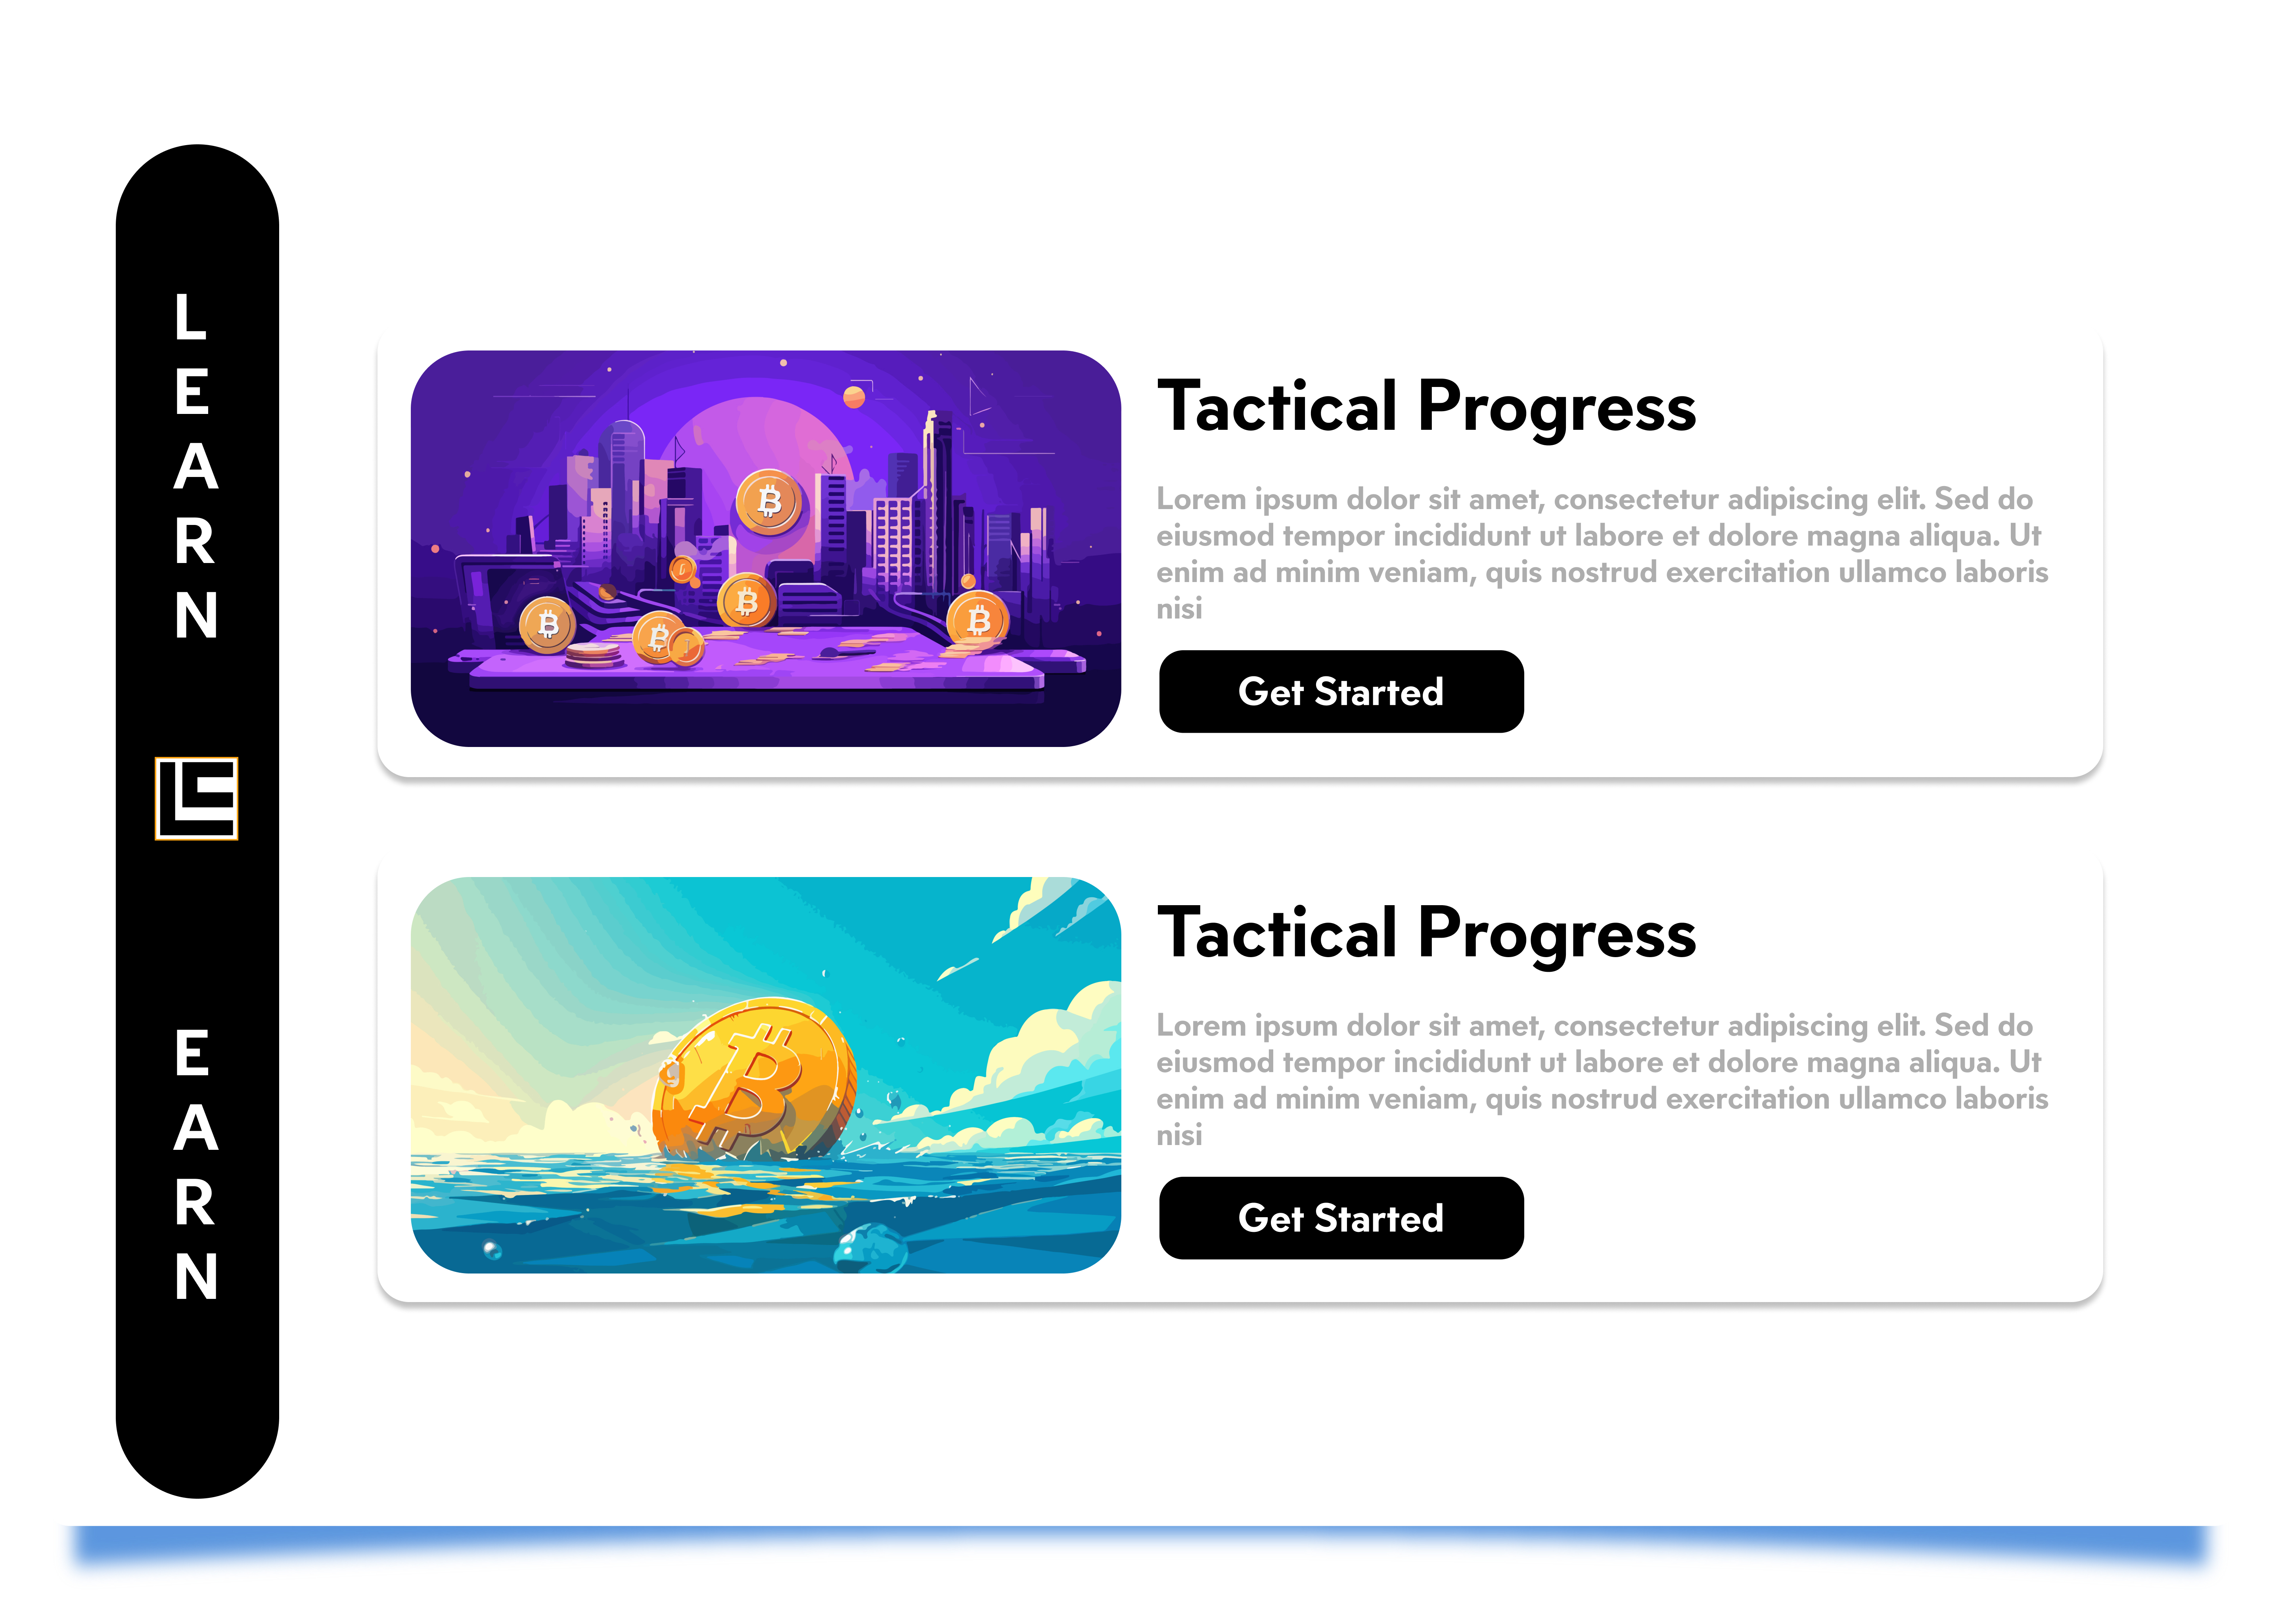 L
E
A
R
N
E
A
R
N
Tactical Progress
Lorem ipsum dolor sit amet, consectetur adipiscing elit. Sed do
eiusmod tempor incididunt ut labore et dolore magna aliqua. Ut
enim ad minim veniam, quis nostrud exercitation ullamco laboris
nisi
Get Started
Tactical Progress
Lorem ipsum dolor sit amet, consectetur adipiscing elit. Sed do
eiusmod tempor incididunt ut labore et dolore magna aliqua. Ut
enim ad minim veniam, quis nostrud exercitation ullamco laboris
nisi
Get Started